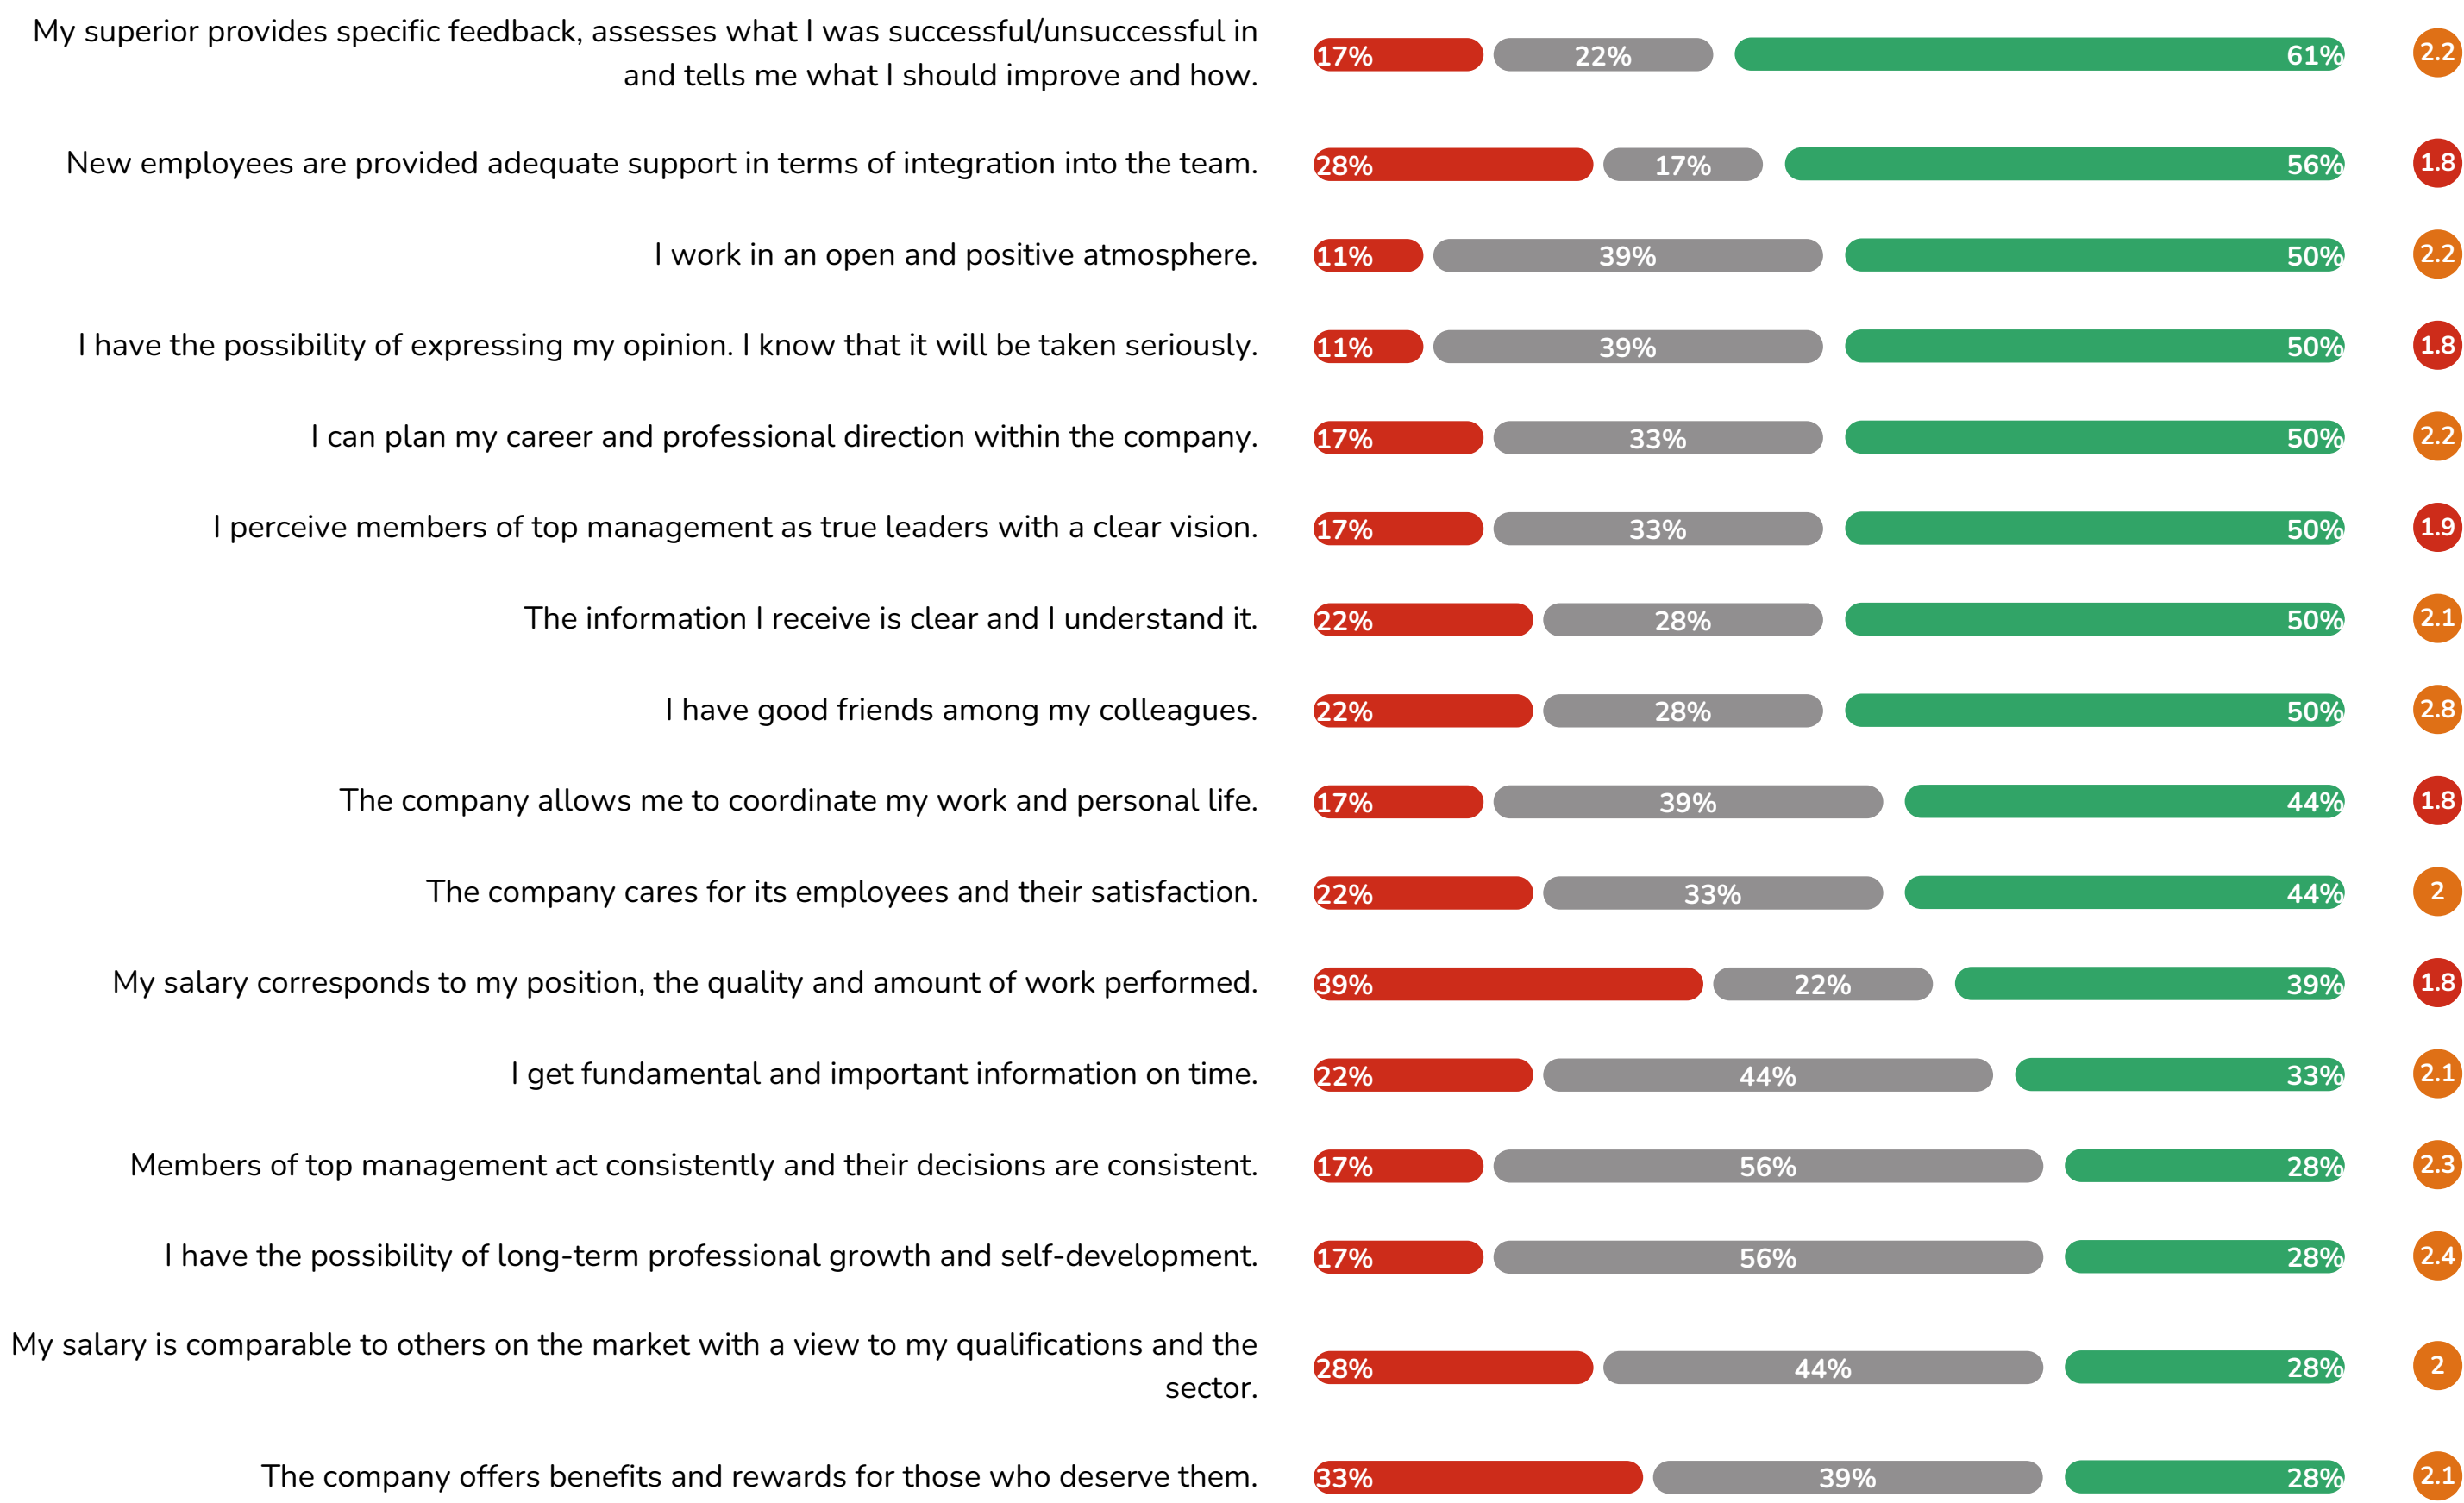 My superior provides specific feedback, assesses what I was successful/unsuccessful in
and tells me what I should improve and how.
17% 22% 61% 2.2
New employees are provided adequate support in terms of integration into the team. 28% 17% 56% 1.8
I work in an open and positive atmosphere. 11% 39% 50% 2.2
I have the possibility of expressing my opinion. I know that it will be taken seriously. 11% 39% 50% 1.8
I can plan my career and professional direction within the company. 17% 33% 50% 2.2
I perceive members of top management as true leaders with a clear vision. 17% 33% 50% 1.9
The information I receive is clear and I understand it. 22% 28% 50% 2.1
I have good friends among my colleagues. 22% 28% 50% 2.8
The company allows me to coordinate my work and personal life. 17% 39% 44% 1.8
The company cares for its employees and their satisfaction. 22% 33% 44% 2
My salary corresponds to my position, the quality and amount of work performed. 39% 22% 39% 1.8
I get fundamental and important information on time. 22% 44% 33% 2.1
Members of top management act consistently and their decisions are consistent. 17% 56% 28% 2.3
I have the possibility of long-term professional growth and self-development. 17% 56% 28% 2.4
My salary is comparable to others on the market with a view to my qualifications and the
sector.
28% 44% 28% 2
The company offers benefits and rewards for those who deserve them. 33% 39% 28% 2.1